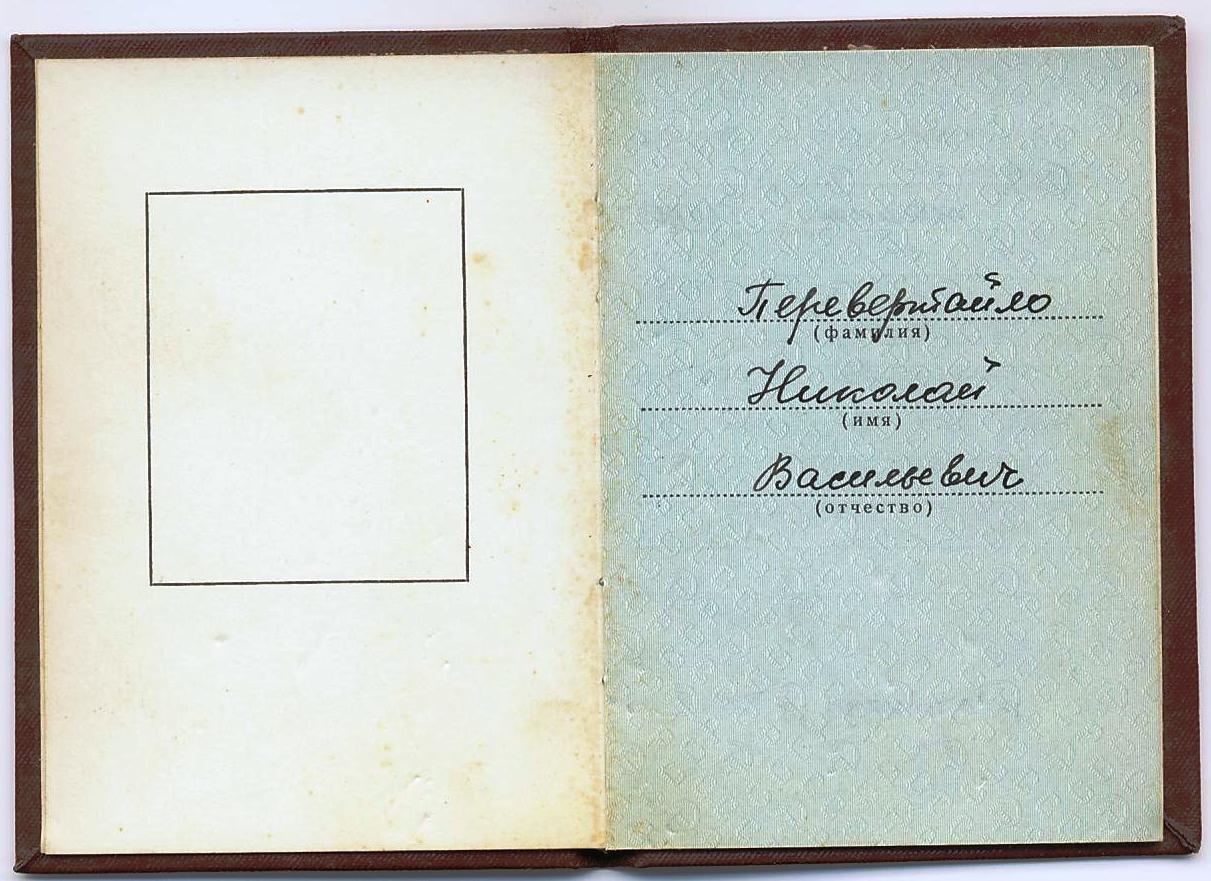 Перевертайло
(фамилия)
Николай
(имя)
Васильевич
(отчество)